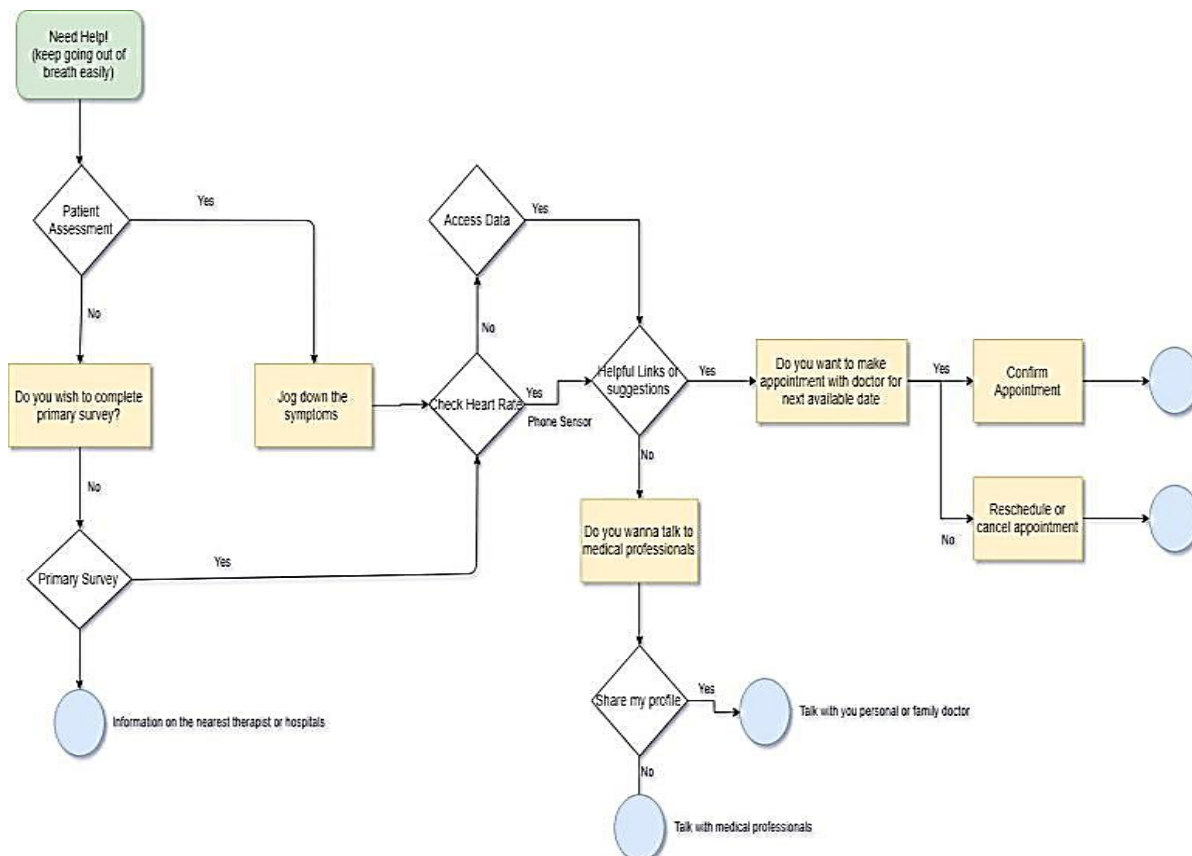 Need Help!
(keep going out of
breath easily)
Patient
Assessment
Yes
No
Do you wish to complete
primary survey?
No
Primary Survey
Yes
Information on the nearest therapist or hospitals
Jog down the
symptoms
Access Data
Yes
No
Check Heart Rate
Yes
Phone Sensor
Helpful Links or
suggestions
Yes
No
Do you wanna talk to
medical professionals
Share my profile
Yes
Talk with you personal or family doctor
No
Talk with medical professionals
Do you want to make
appointment with doctor for
next available date
Yes
Confirm
Appointment
No
Reschedule or
cancel appointment